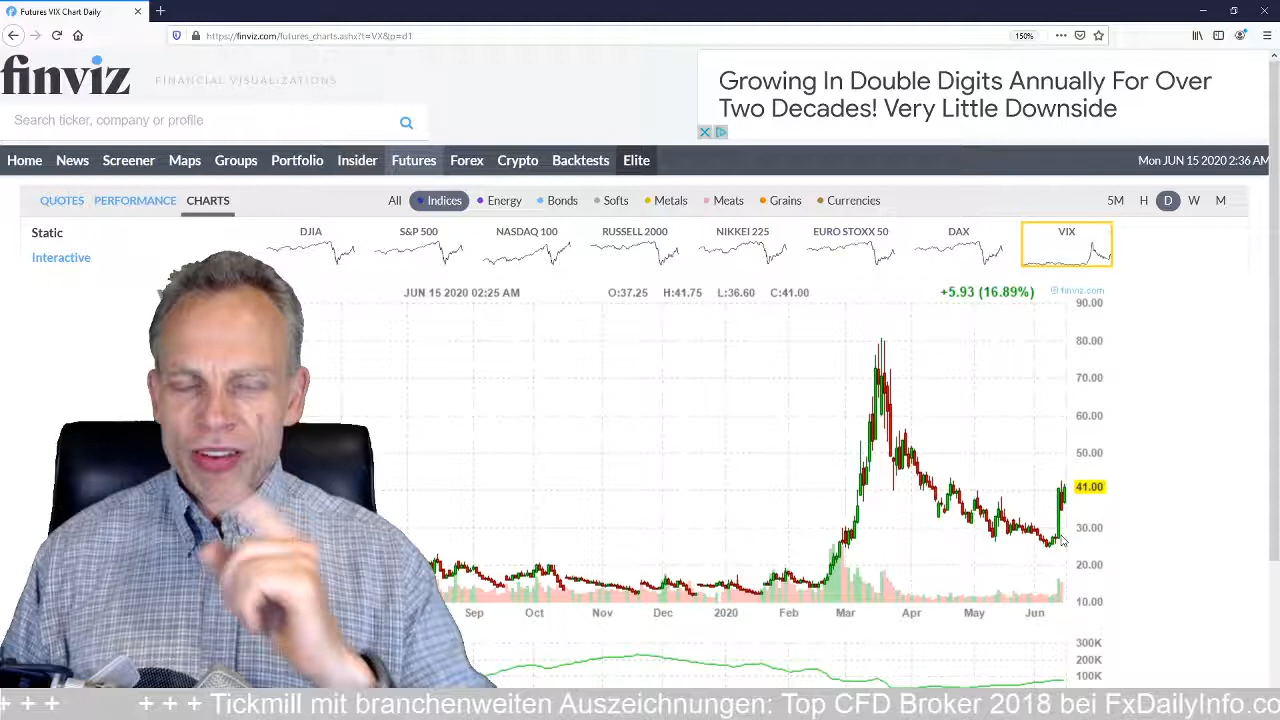 Futures VIX Chart Daily
https://finviz.com/futures_charts.ashx?t=VX&p=d1
150%
finviz
FINANCIAL VISUALIZATIONS
Growing In Double Digits Annually For Over
Two Decades! Very Little Downside
Search ticker, company or profile
Home News Screener Maps Groups Portfolio Insider Futures Forex Crypto Backtests Elite
Mon JUN 15 2020 2:36 AM
QUOTES PERFORMANCE CHARTS
All Indices Energy Bonds Softs Metals Meats Grains Currencies
5M H D W M
Static
Interactive
DJIA S&P 500 NASDAQ 100 RUSSELL 2000 NIKKEI 225 EURO STOXX 50 DAX VIX
JUN 15 2020 02:25 AM O:37.25 H:41.75 L:36.60 C:41.00 +5.93 (16.89%) finviz.com
90.00
80.00
70.00
60.00
50.00
41.00
30.00
20.00
10.00
Sep Oct Nov Dec 2020 Feb Mar Apr May Jun
300K
200K
100K
+ + + + + + Tickmill mit branchenweiten Auszeichnungen: Top CFD Broker 2018 bei FxDailyInfo.co